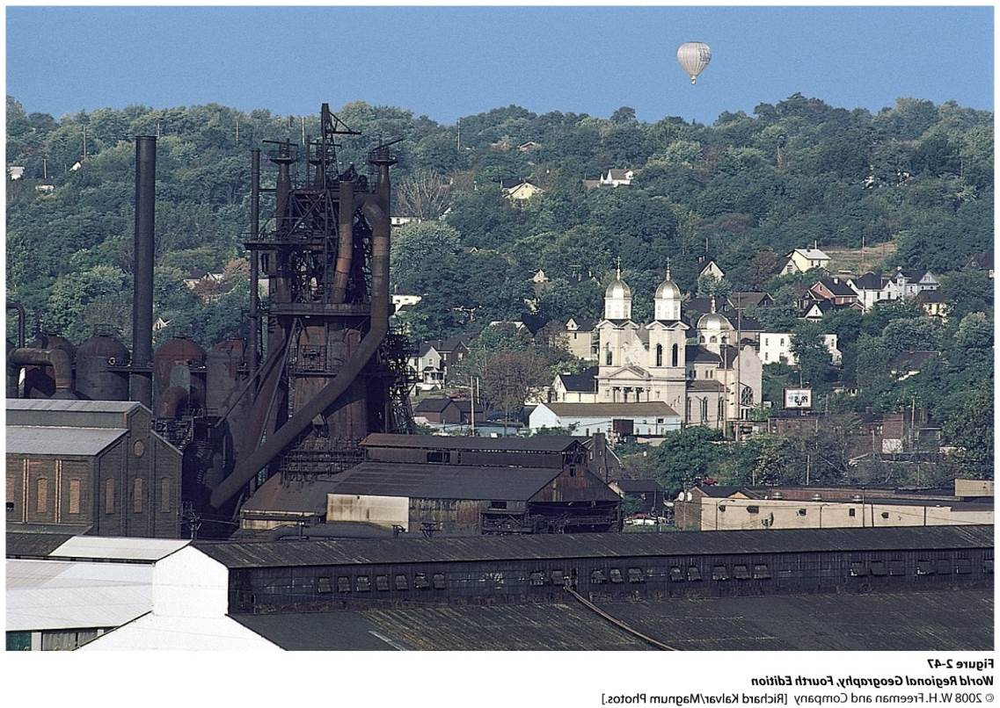 Figure 2-47
World Regional Geography, Fourth Edition
© 2008 W. H. Freeman and Company [Richard Kalvar/Magnum Photos.]